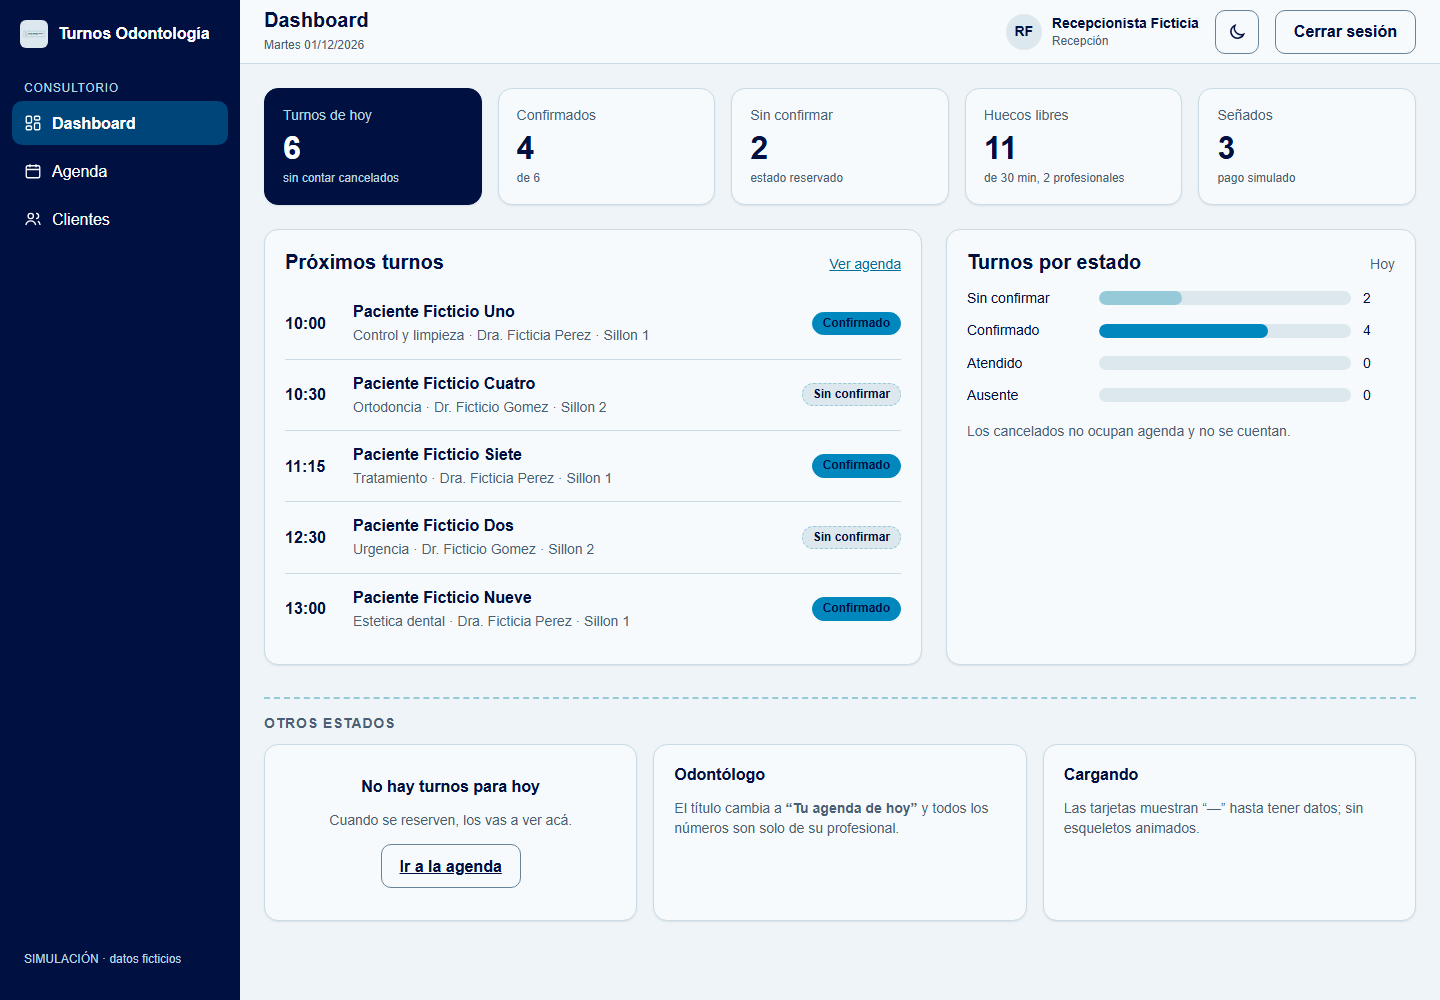 Turnos Odontología
CONSULTORIO
Dashboard
Agenda
Clientes
SIMULACIÓN · datos ficticios
Dashboard
Martes 01/12/2026
RF
Recepcionista Ficticia
Recepción
Cerrar sesión
Turnos de hoy
6
sin contar cancelados
Confirmados
4
de 6
Sin confirmar
2
estado reservado
Huecos libres
11
de 30 min, 2 profesionales
Señados
3
pago simulado
Próximos turnos
Ver agenda
10:00
Paciente Ficticio Uno
Control y limpieza · Dra. Ficticia Perez · Sillon 1
Confirmado
10:30
Paciente Ficticio Cuatro
Ortodoncia · Dr. Ficticio Gomez · Sillon 2
Sin confirmar
11:15
Paciente Ficticio Siete
Tratamiento · Dra. Ficticia Perez · Sillon 1
Confirmado
12:30
Paciente Ficticio Dos
Urgencia · Dr. Ficticio Gomez · Sillon 2
Sin confirmar
13:00
Paciente Ficticio Nueve
Estetica dental · Dra. Ficticia Perez · Sillon 1
Confirmado
Turnos por estado
Hoy
Sin confirmar 2
Confirmado 4
Atendido 0
Ausente 0
Los cancelados no ocupan agenda y no se cuentan.
OTROS ESTADOS
No hay turnos para hoy
Cuando se reserven, los vas a ver acá.
Ir a la agenda
Odontólogo
El título cambia a “Tu agenda de hoy” y todos los
números son solo de su profesional.
Cargando
Las tarjetas muestran “—” hasta tener datos; sin
esqueletos animados.